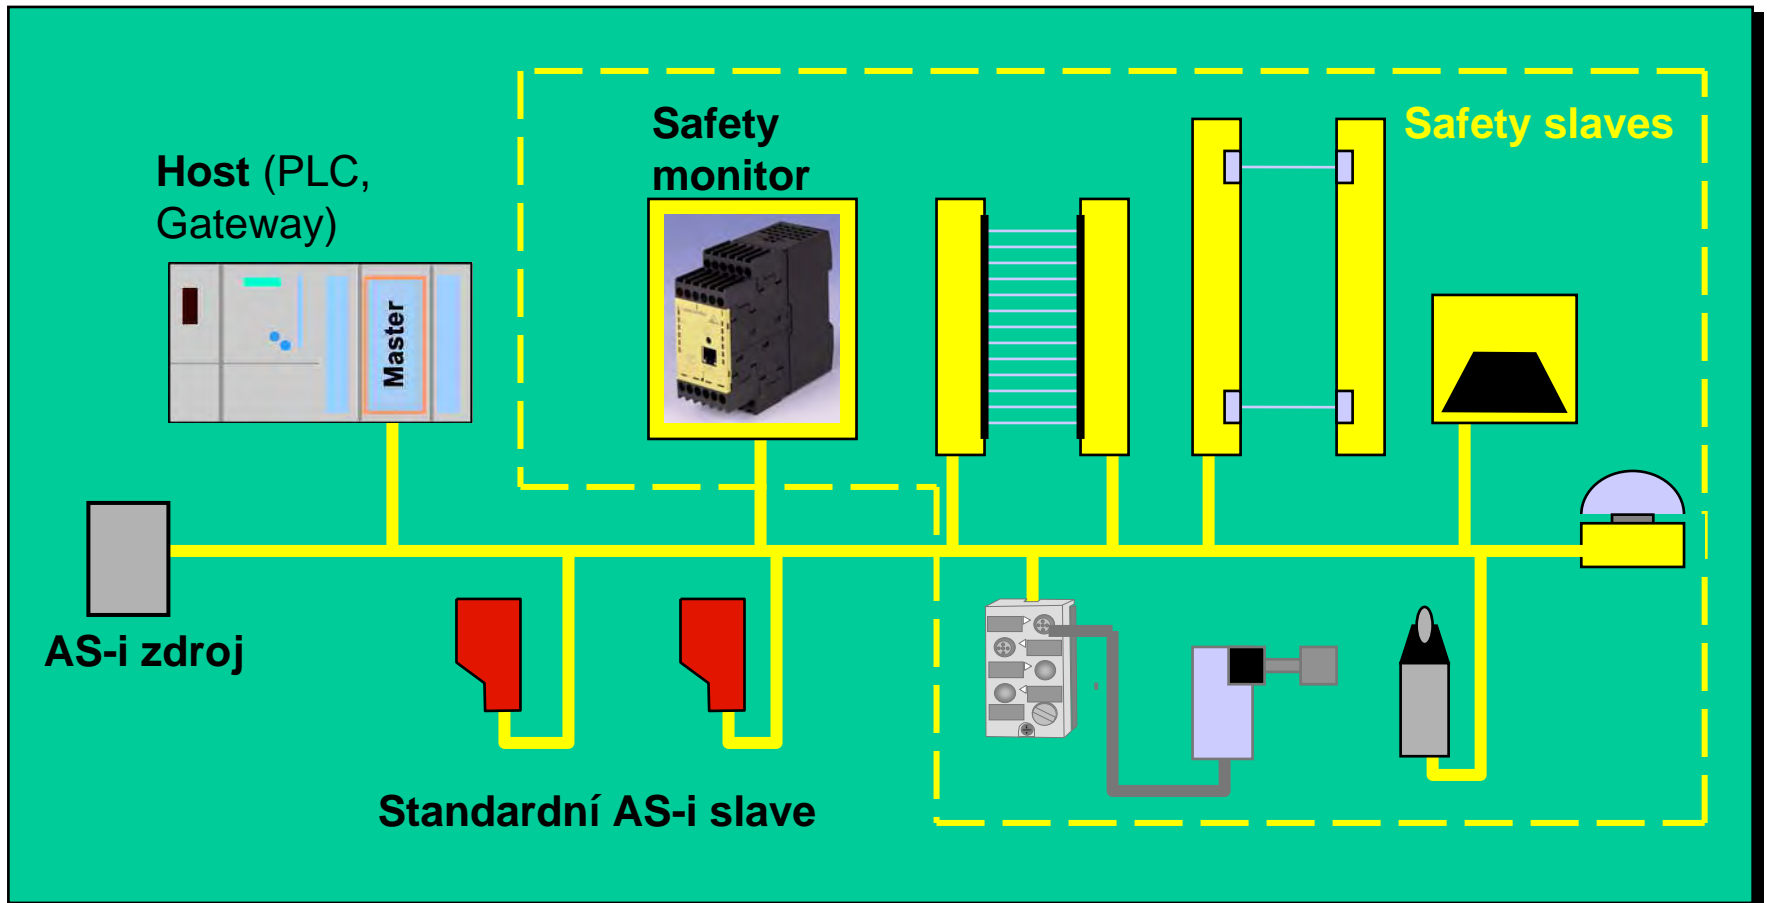 Safety
monitor
Safety slaves
Host (PLC,
Gateway)
Master
AS-i zdroj
Standardní AS-i slave